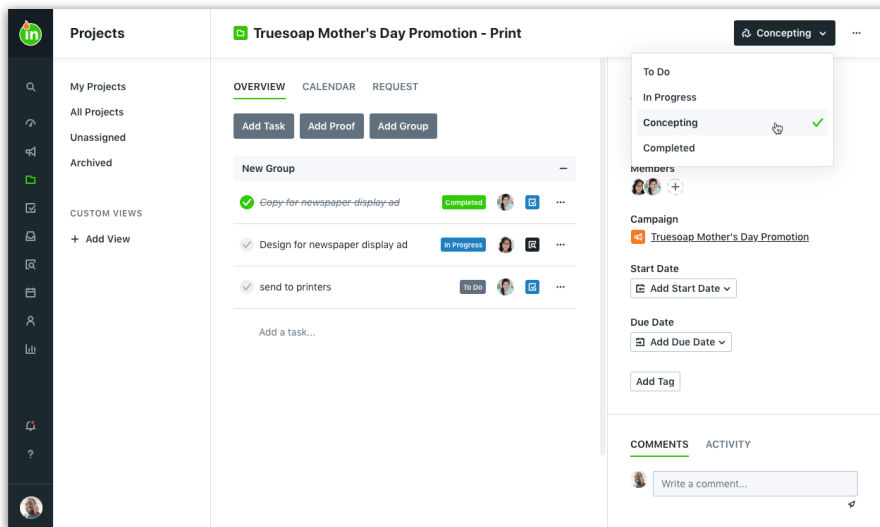 in
Projects
Truesoap Mother's Day Promotion - Print
Concepting
My Projects
All Projects
Unassigned
Archived
CUSTOM VIEWS
+ Add View
OVERVIEW CALENDAR REQUEST
Add Task Add Proof Add Group
New Group
Copy for newspaper display ad Completed
Design for newspaper display ad In Progress
send to printers To Do
Add a task...
To Do
In Progress
Concepting
Completed
Members
Campaign
Truesoap Mother's Day Promotion
Start Date
Add Start Date
Due Date
Add Due Date
Add Tag
COMMENTS ACTIVITY
Write a comment...